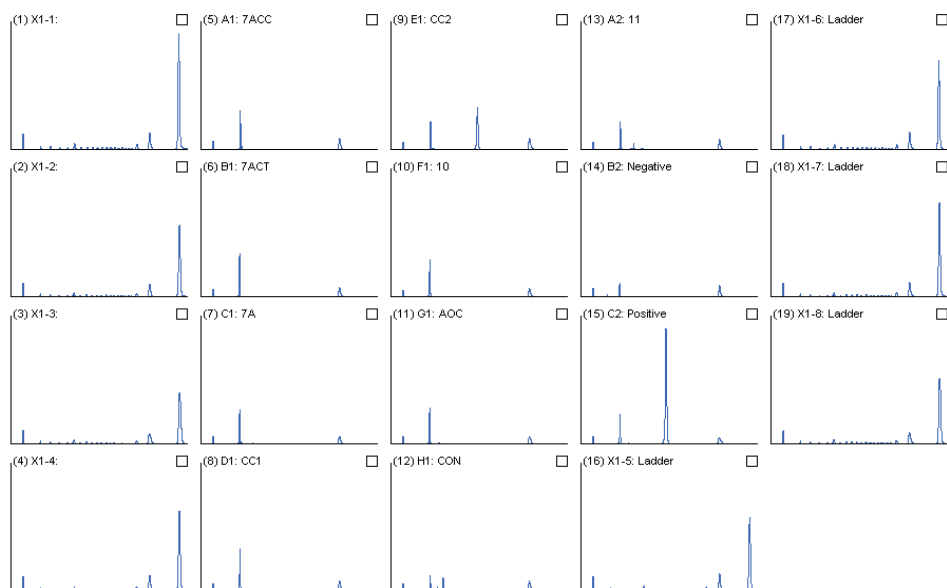 (1) X1-1:
(5) A1: 7ACC
(9) E1: CC2
(13) A2: 11
(17) X1-6: Ladder
(2) X1-2:
(6) B1: 7ACT
(10) F1: 10
(14) B2: Negative
(18) X1-7: Ladder
(3) X1-3:
(7) C1: 7A
(11) G1: AOC
(15) C2: Positive
(19) X1-8: Ladder
(4) X1-4:
(8) D1: CC1
(12) H1: CON
(16) X1-5: Ladder